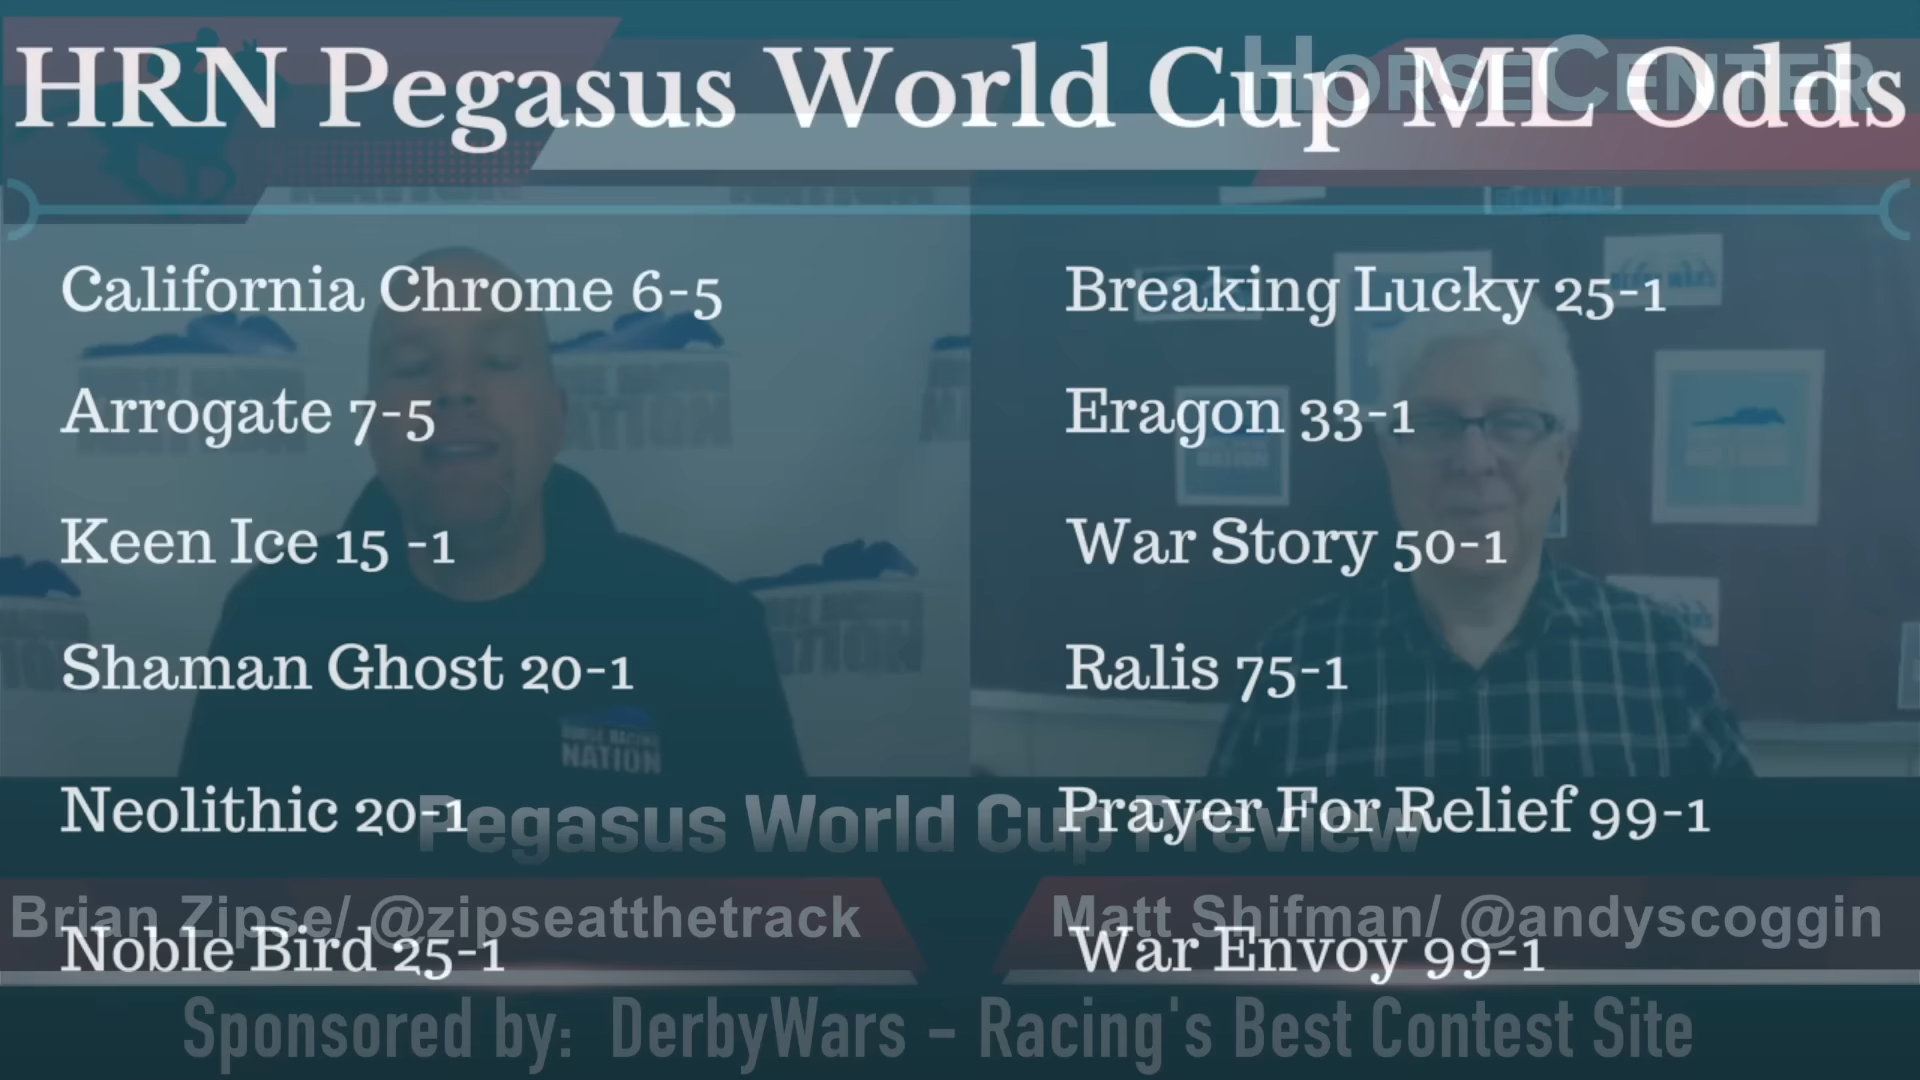 HRN Pegasus World Cup ML Odds
HORSECENTER
California Chrome 6-5
Breaking Lucky 25-1
Arrogate 7-5
Eragon 33-1
Keen Ice 15 -1
War Story 50-1
Shaman Ghost 20-1
Ralis 75-1
NATION
Neolithic 20-1
Prayer For Relief 99-1
Pegasus World Cup Preview
Brian Zipse/ @zipseatthetrack
Matt Shifman/ @andyscoggin
Noble Bird 25-1
War Envoy 99-1
Sponsored by: DerbyWars - Racing's Best Contest Site